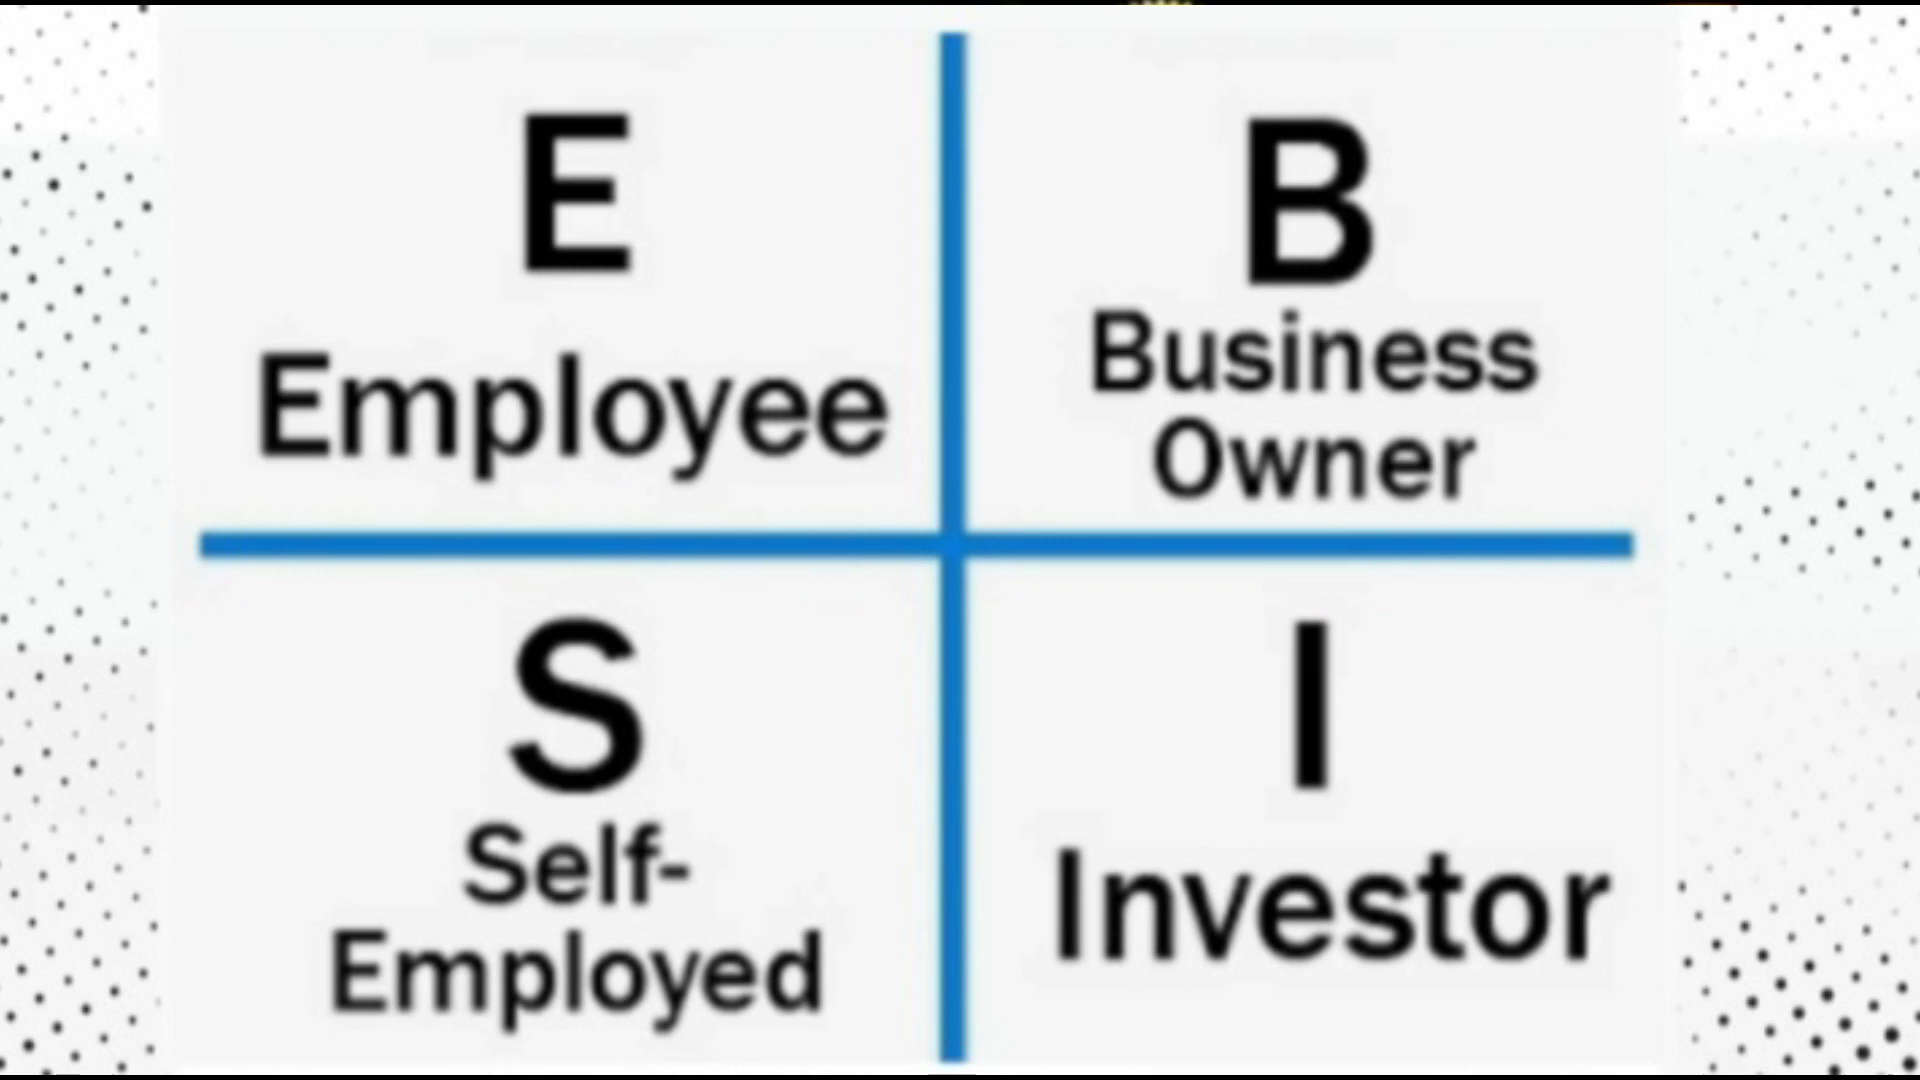 E
Employee
B
Business
Owner
S
Self-
Employed
I
Investor